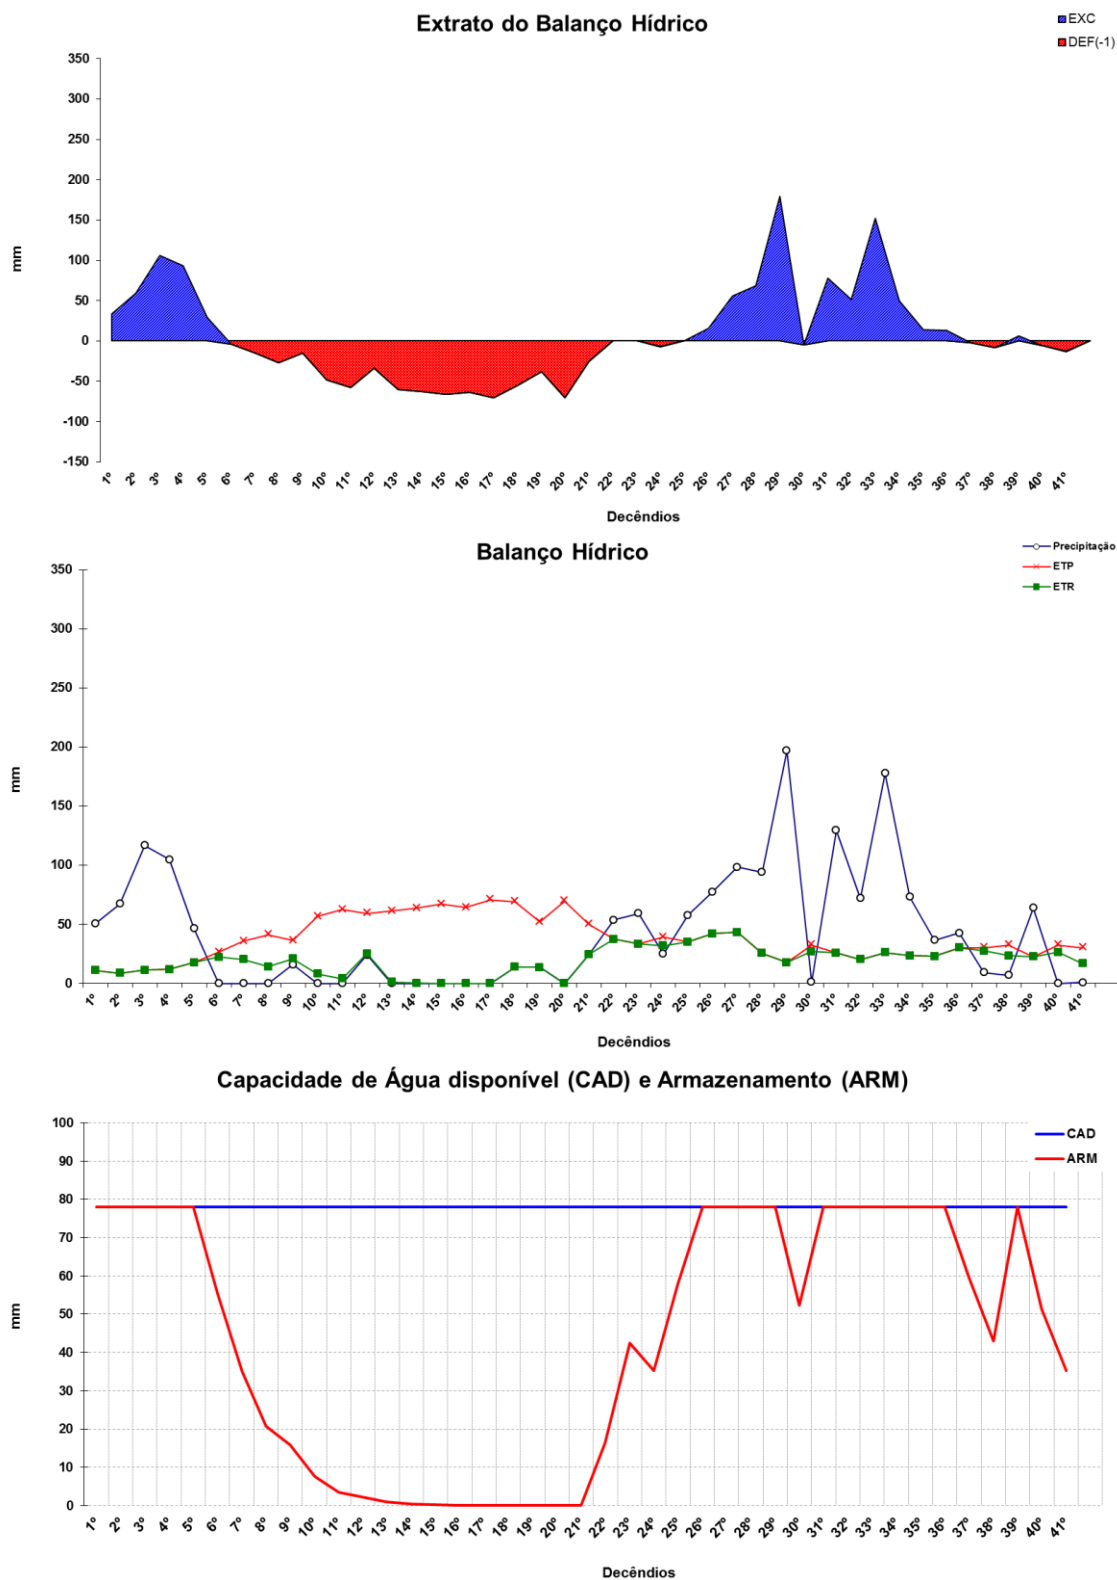 Extrato do Balanço Hídrico
EXC
DEF(-1)
350
300
250
200
150
100
50
0
-50
-100
-150
mm
1º 2º 3º 4º 5º 6º 7º 8º 9º 10º 11º 12º 13º 14º 15º 16º 17º 18º 19º 20º 21º 22º 23º 24º 25º 26º 27º 28º 29º 30º 31º 32º 33º 34º 35º 36º 37º 38º 39º 40º 41º
Decêndios
Balanço Hídrico
Precipitação
ETP
ETR
350
300
250
200
150
100
50
0
mm
1º 2º 3º 4º 5º 6º 7º 8º 9º 10º 11º 12º 13º 14º 15º 16º 17º 18º 19º 20º 21º 22º 23º 24º 25º 26º 27º 28º 29º 30º 31º 32º 33º 34º 35º 36º 37º 38º 39º 40º 41º
Decêndios
Capacidade de Água disponível (CAD) e Armazenamento (ARM)
CAD
ARM
100
90
80
70
60
50
40
30
20
10
0
mm
1º 2º 3º 4º 5º 6º 7º 8º 9º 10º 11º 12º 13º 14º 15º 16º 17º 18º 19º 20º 21º 22º 23º 24º 25º 26º 27º 28º 29º 30º 31º 32º 33º 34º 35º 36º 37º 38º 39º 40º 41º
Decêndios